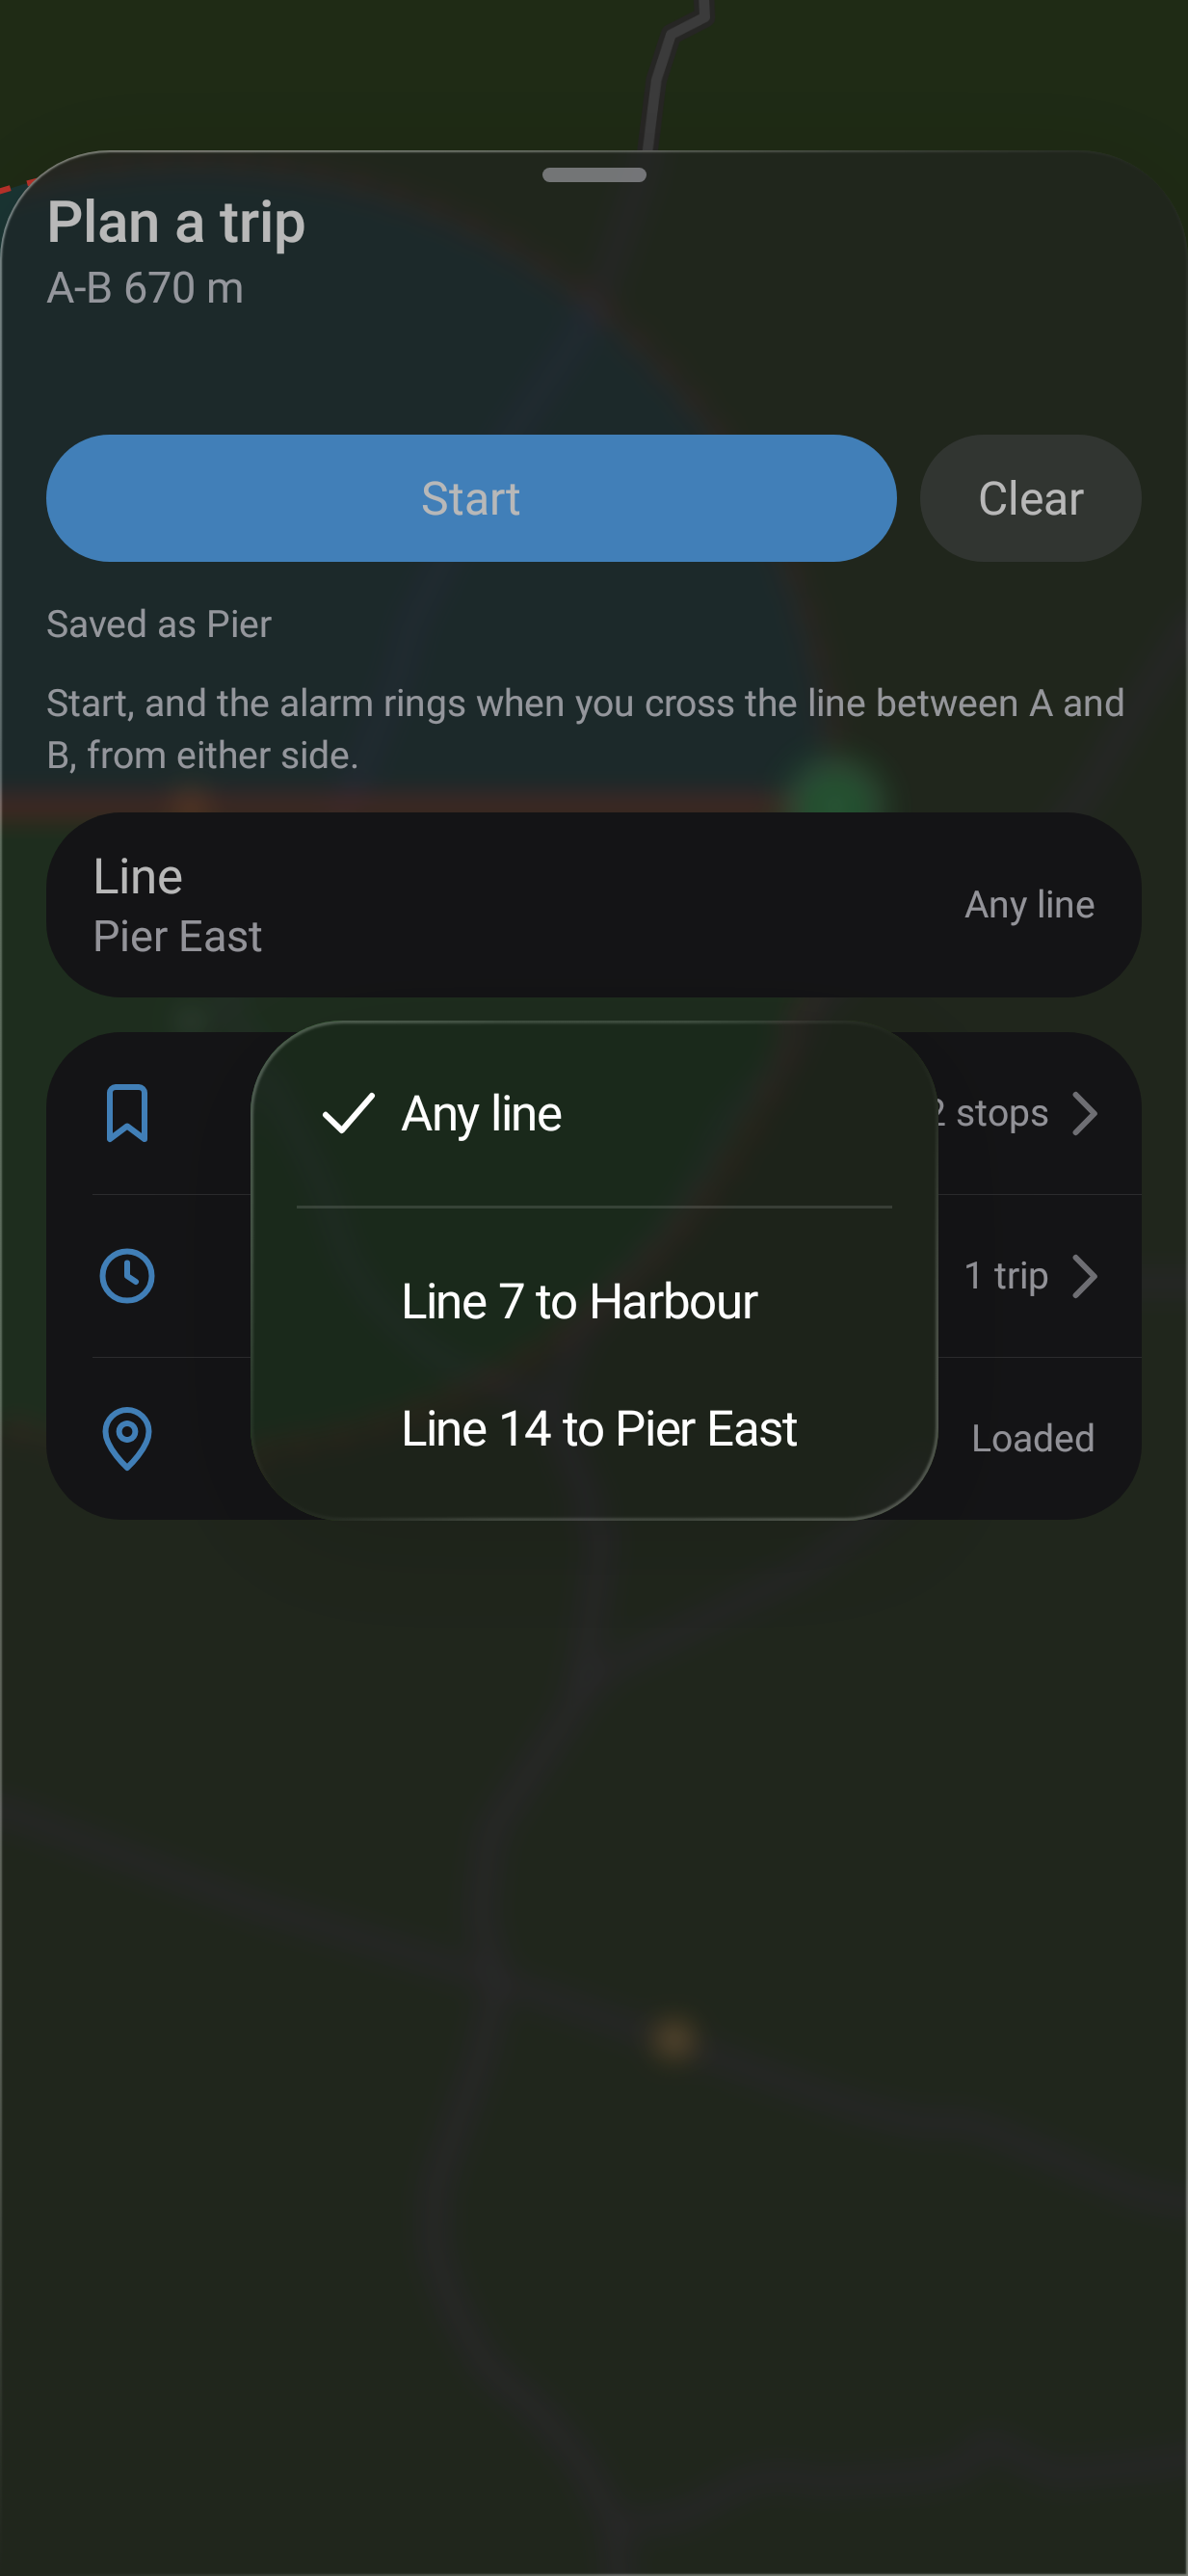 Plan a trip
A-B 670 m
Start
Clear
Saved as Pier
Start, and the alarm rings when you cross the line between A and
B, from either side.
Line
Pier East
Any line
Any line
2 stops
Line 7 to Harbour
1 trip
Line 14 to Pier East
Loaded